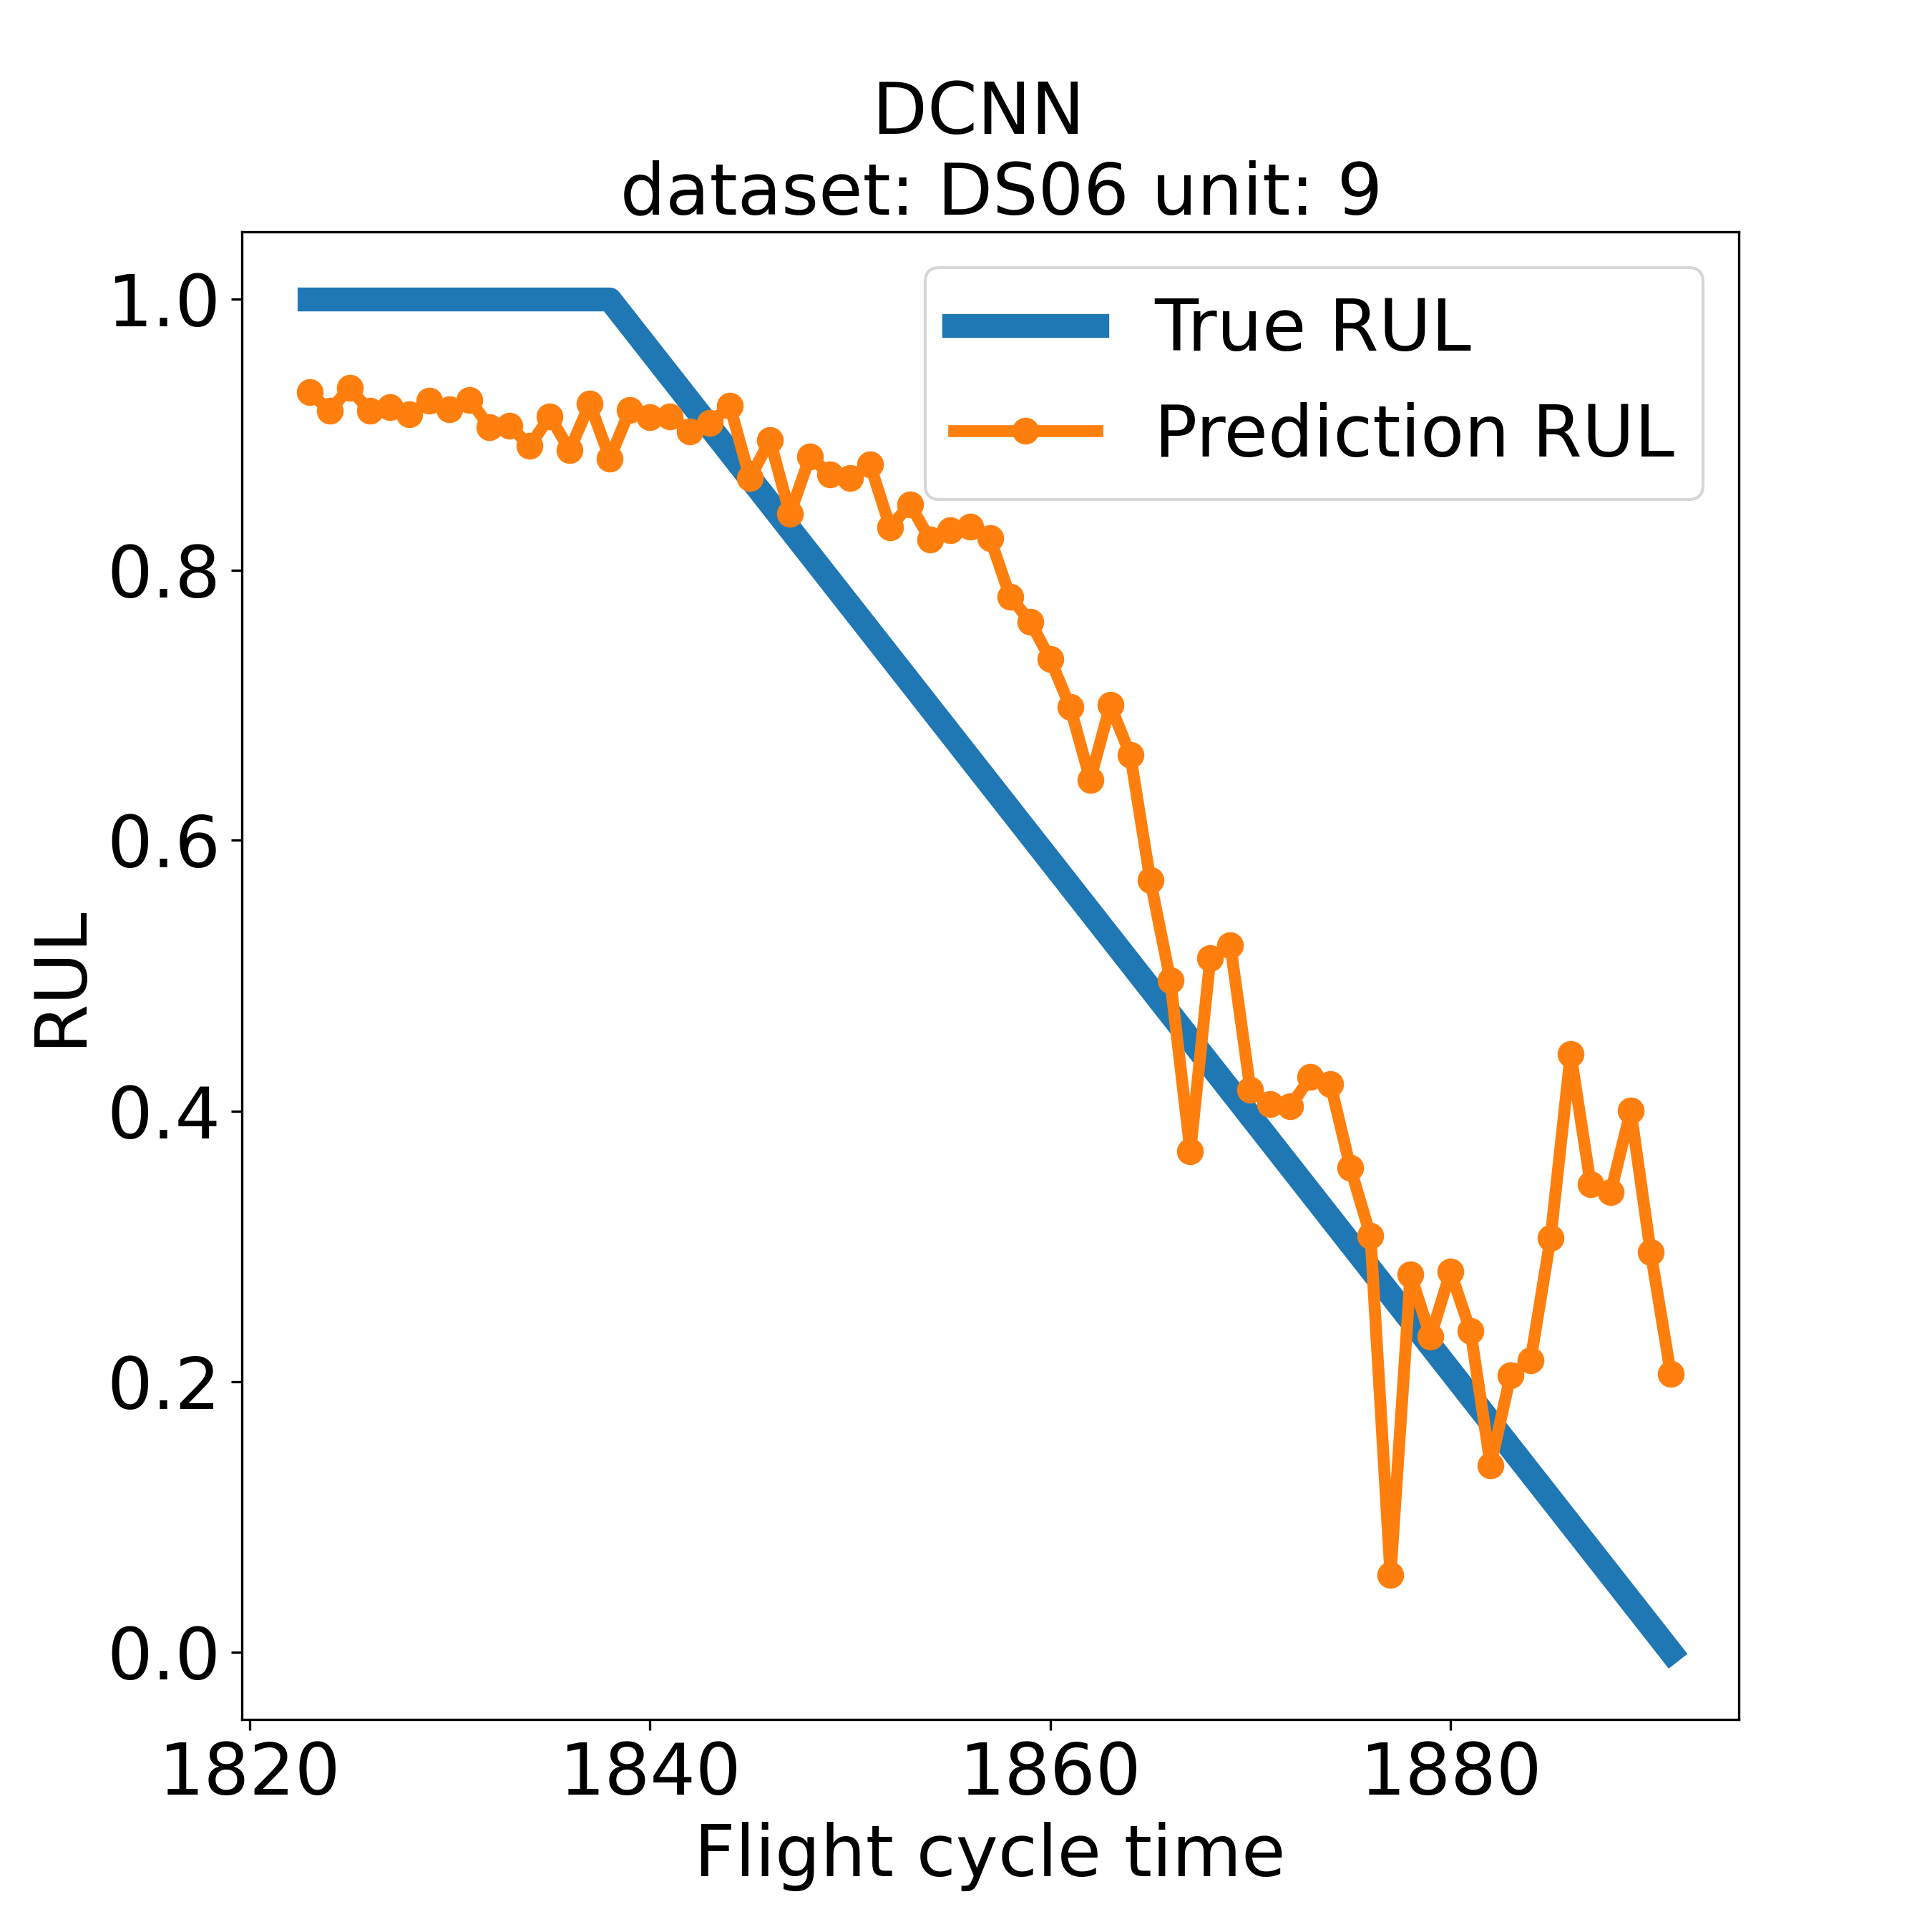 DCNN
dataset: DS06 unit: 9
True RUL
Prediction RUL
1.0
0.8
0.6
0.4
0.2
0.0
RUL
1820 1840 1860 1880
Flight cycle time